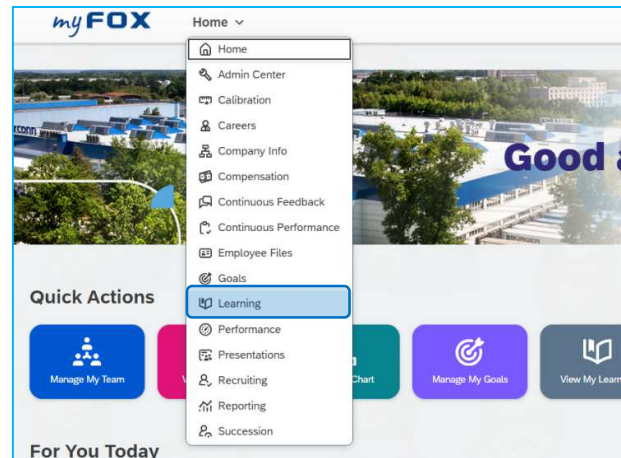 myFOX
Home
Home
Admin Center
Calibration
Careers
Company Info
Compensation
Continuous Feedback
Continuous Performance
Employee Files
Goals
Learning
Performance
Presentations
Recruiting
Reporting
Succession
Good
Quick Actions
Manage My Team
Chart
Manage My Goals
View My Learn
For You Today